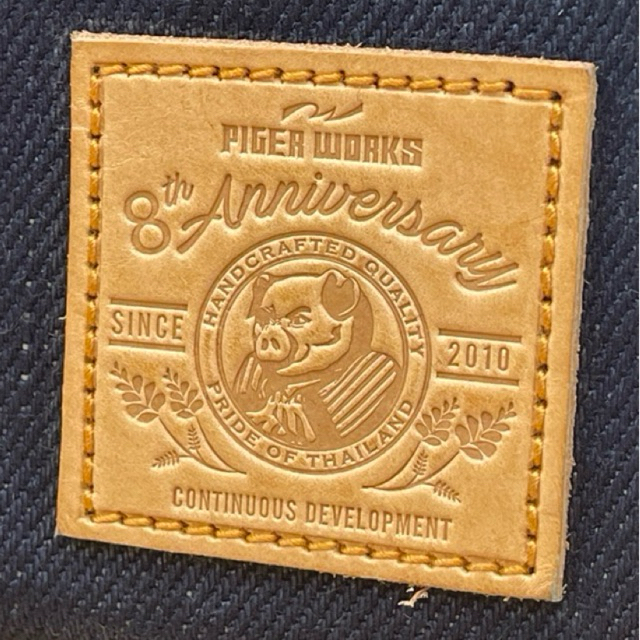 PIGER WORKS
8th Anniversary
HANDCRAFTED QUALITY
SINCE
2010
PRIDE OF THAILAND
CONTINUOUS DEVELOPMENT